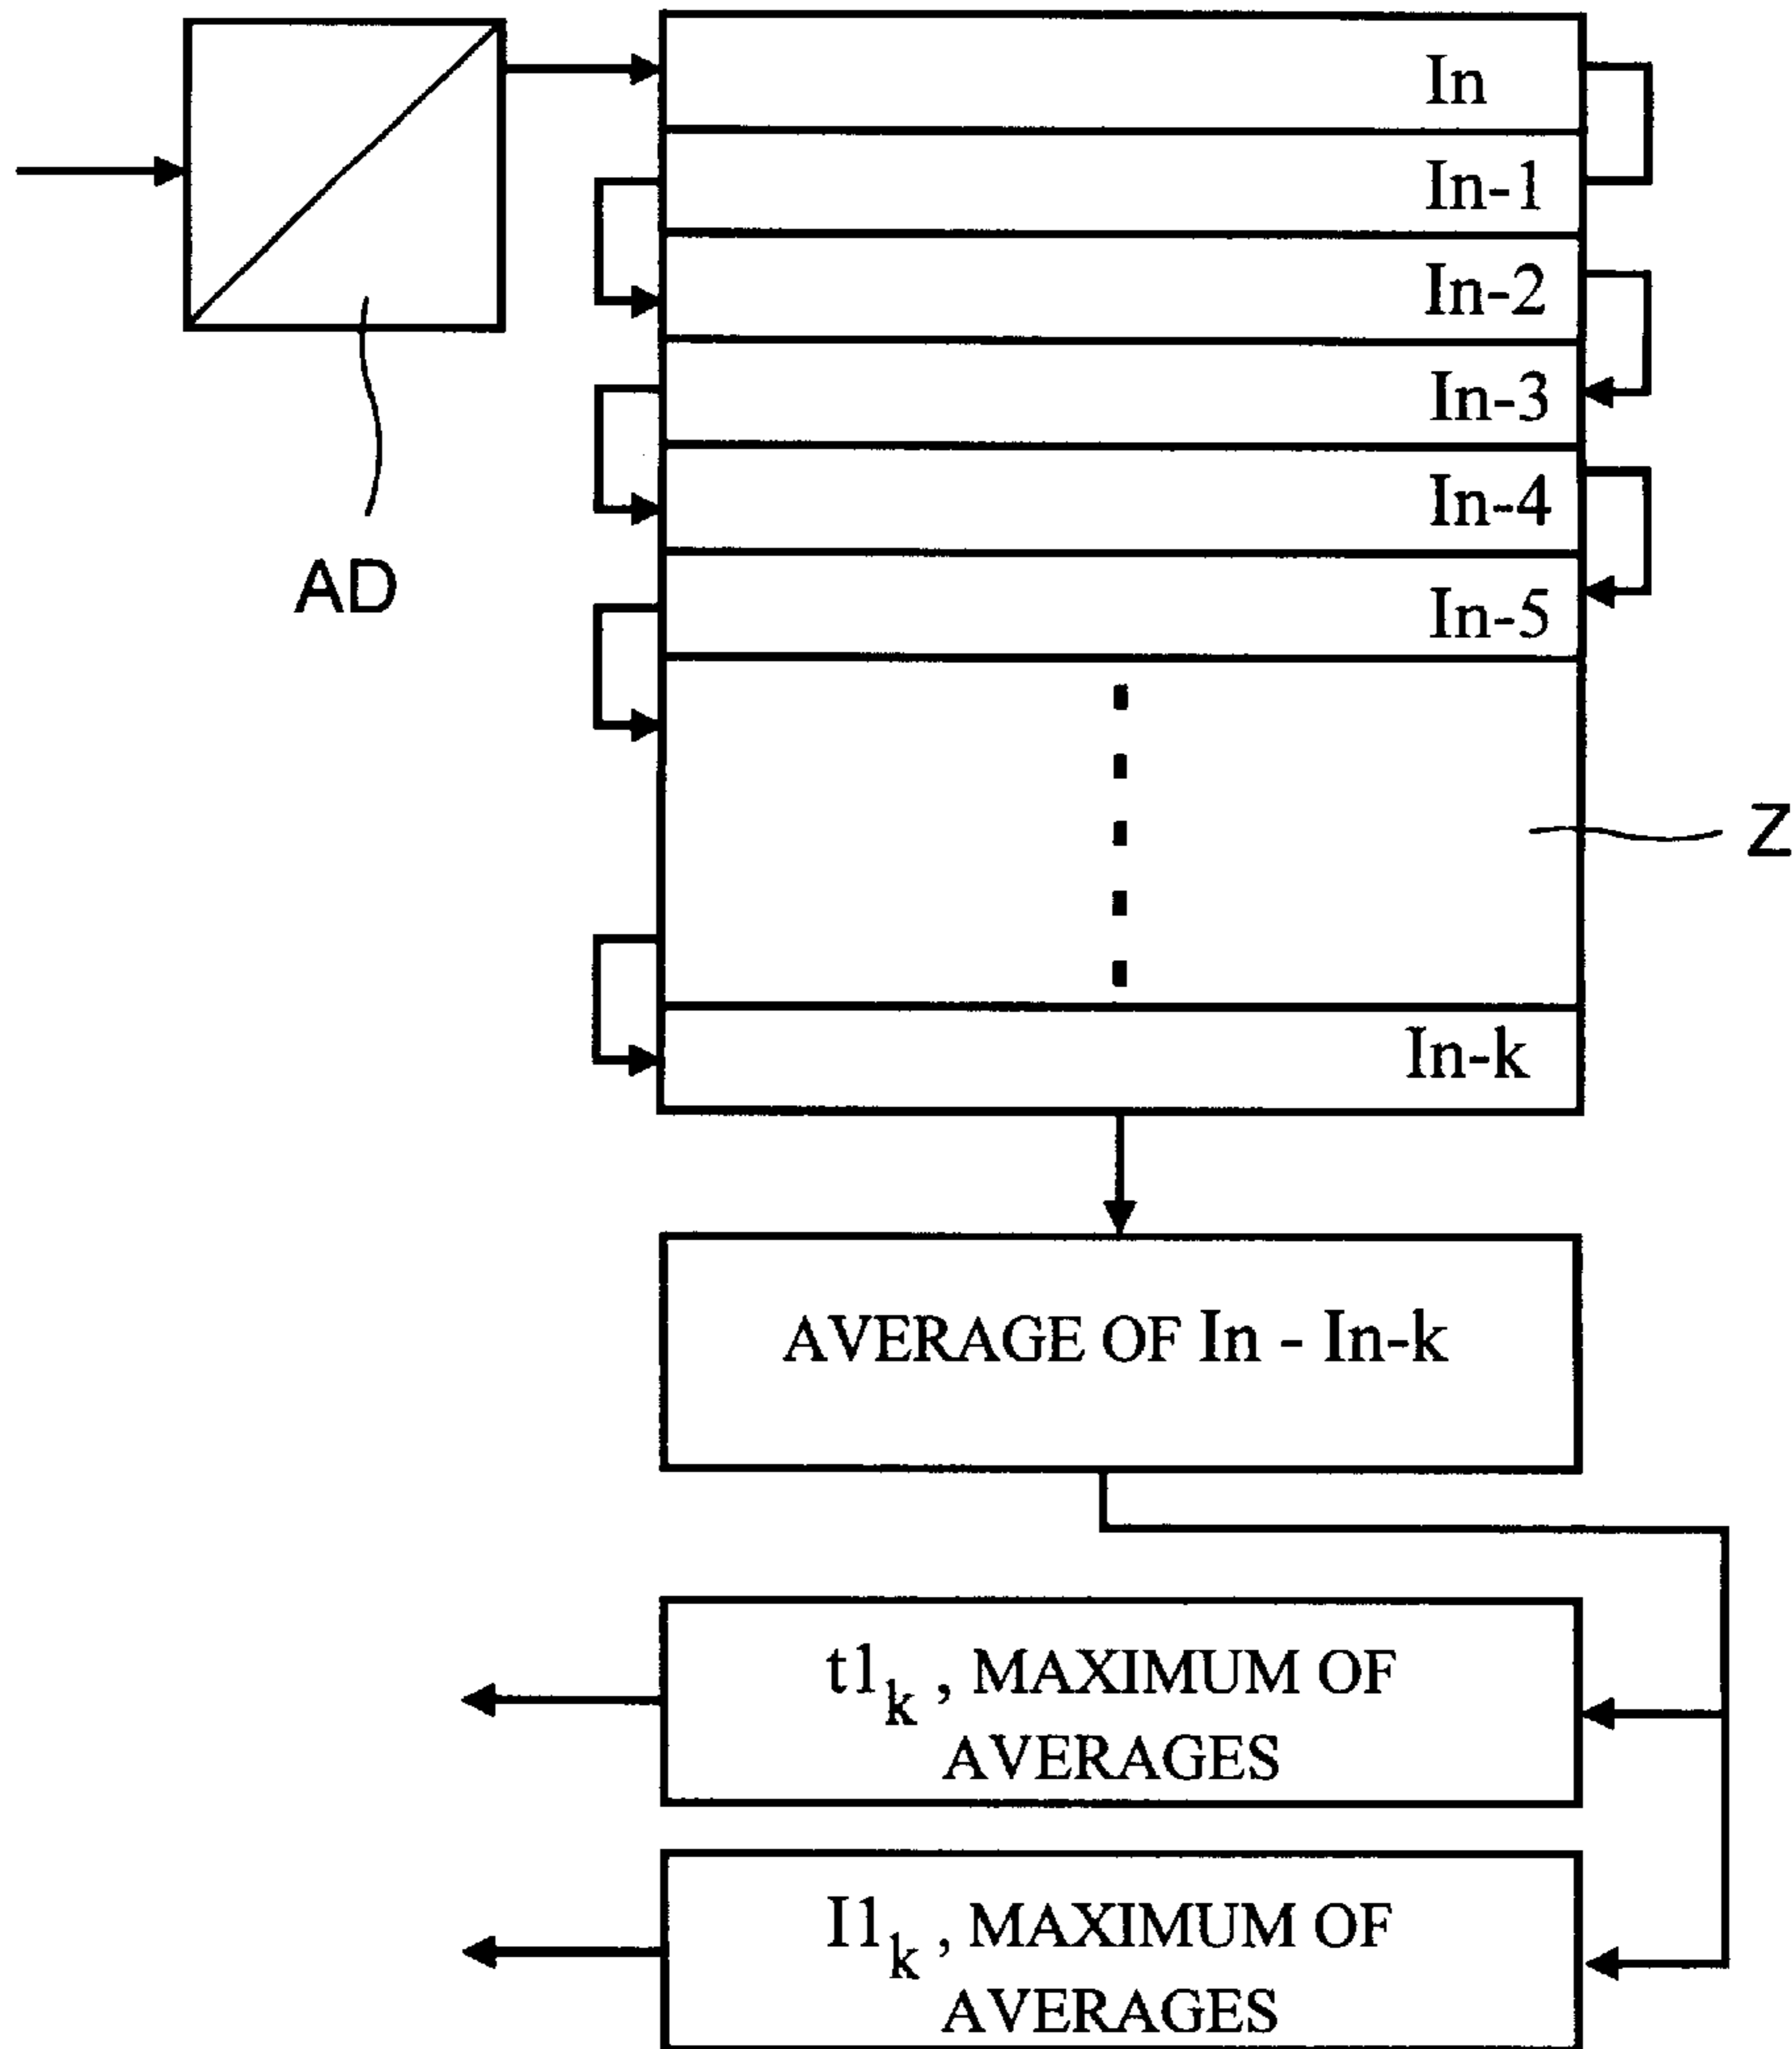 In
In-1
In-2
In-3
In-4
In-5
AD
Z
In-k
AVERAGE OF In - In-k
t1k , MAXIMUM OF
AVERAGES
I1k , MAXIMUM OF
AVERAGES